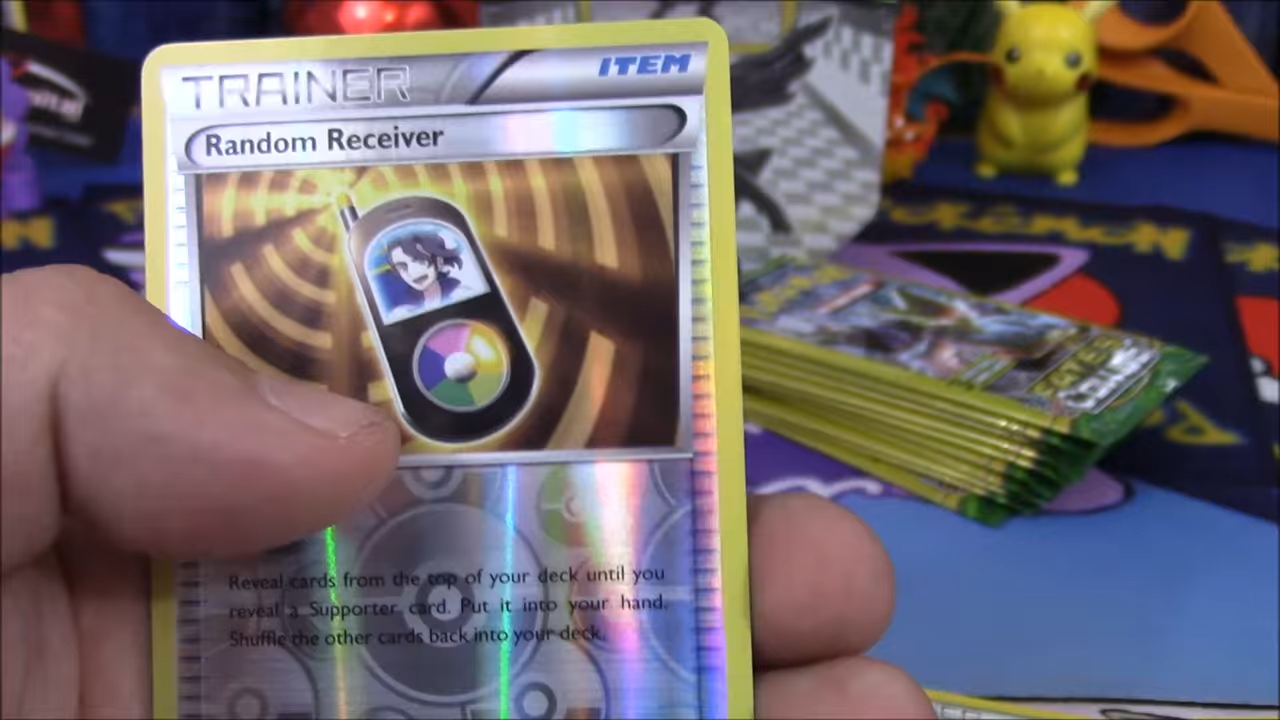 TRAINER
ITEM
Random Receiver
Reveal cards from the top of your deck until you
reveal a Supporter card. Put it into your hand.
Shuffle the other cards back into your deck.
POKéMON